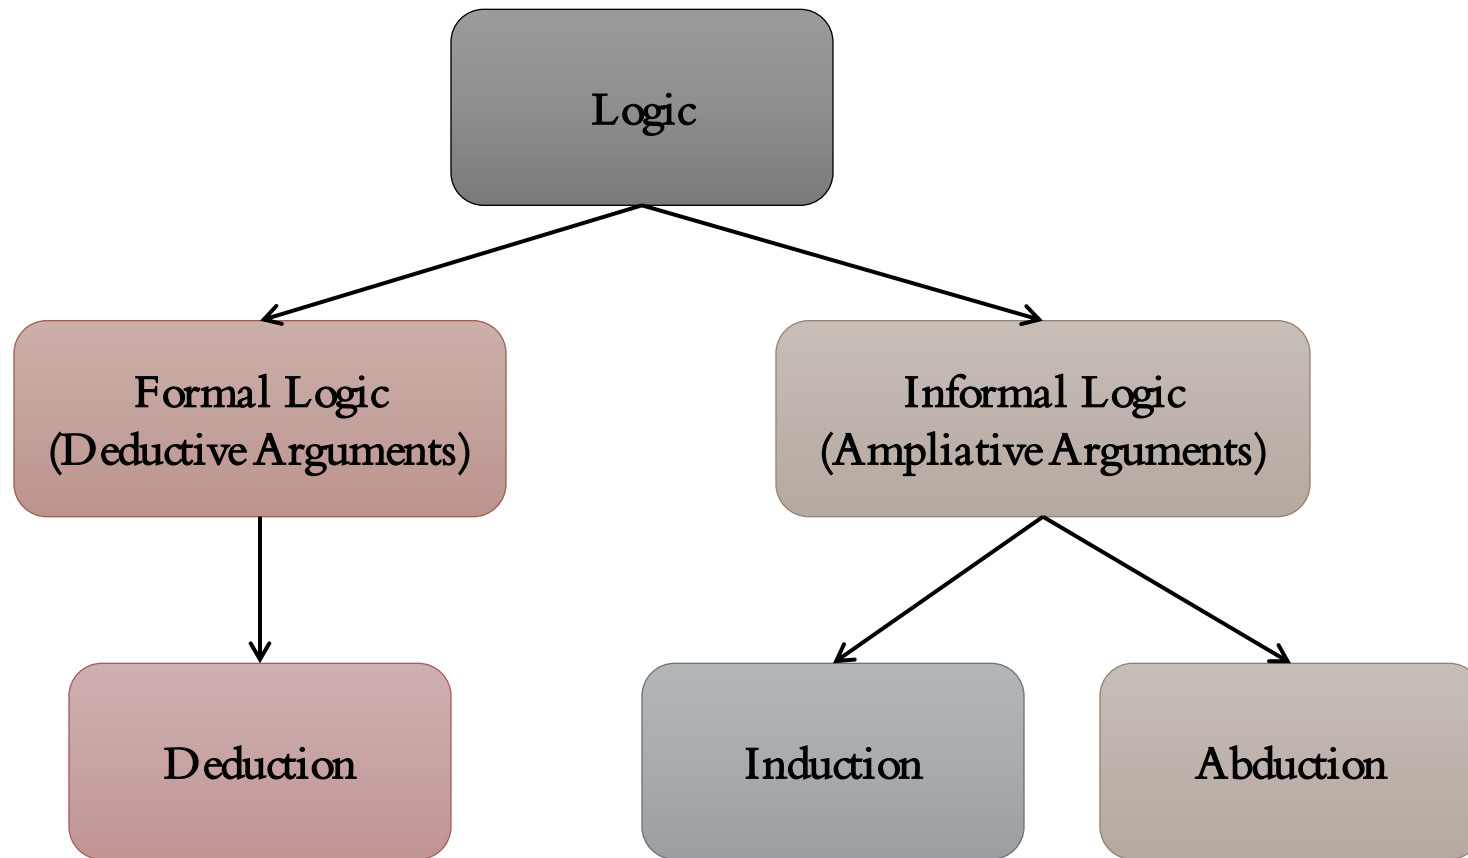 Logic
Formal Logic
(Deductive Arguments)
Informal Logic
(Ampliative Arguments)
Deduction
Induction
Abduction